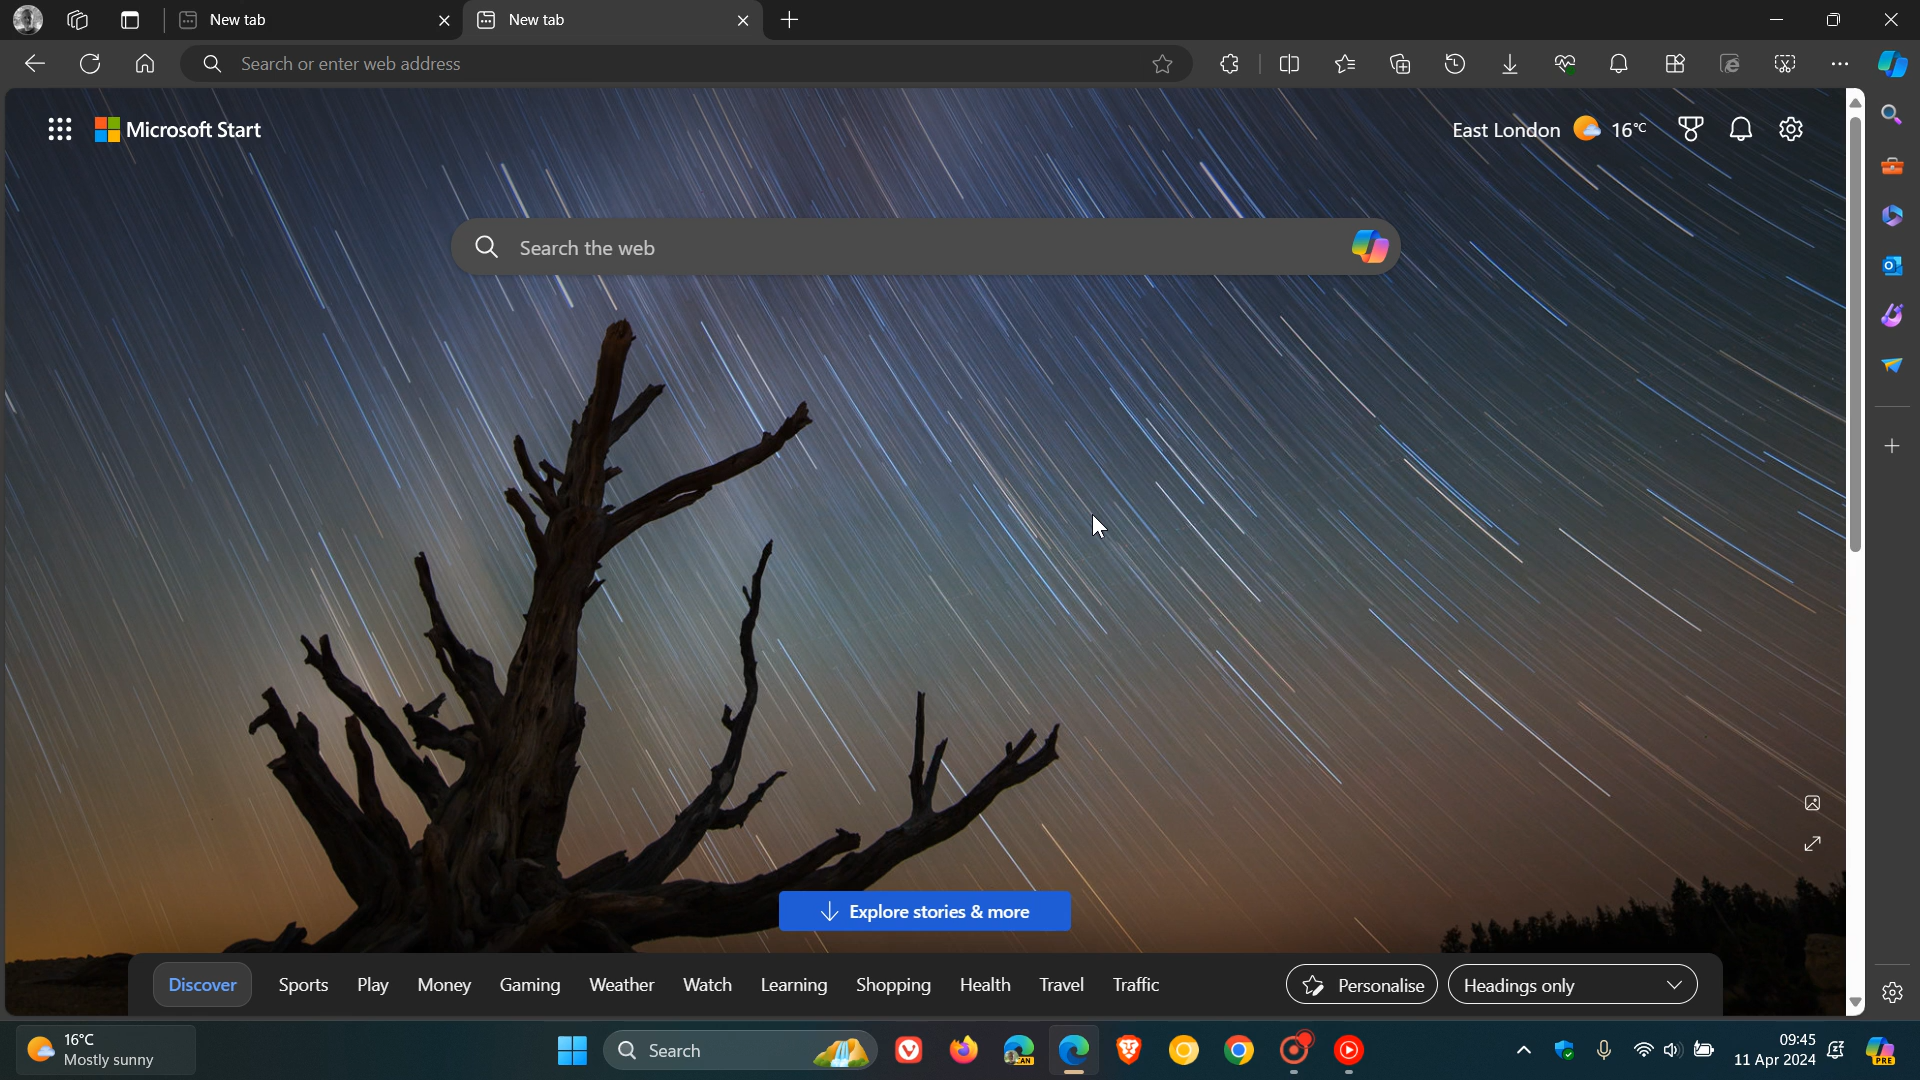 New tab
New tab
Search or enter web address
Microsoft Start
East London
16°C
Search the web
Explore stories & more
Discover
Sports
Play
Money
Gaming
Weather
Watch
Learning
Shopping
Health
Travel
Traffic
Personalise
Headings only
16°C
Mostly sunny
Search
CAN
09:45
11 Apr 2024
PRE